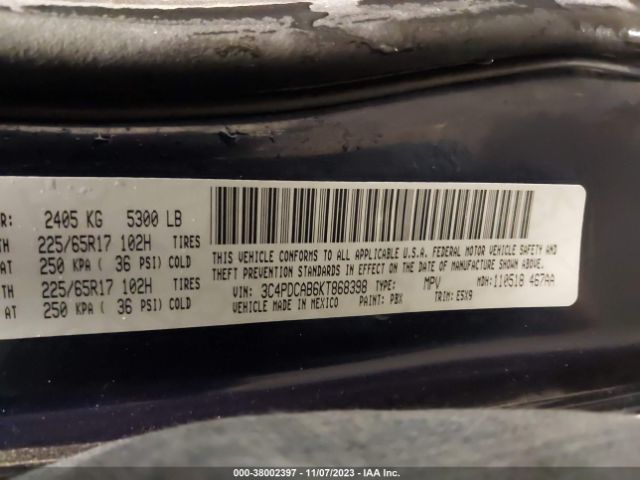 R: 2405 KG 5300 LB
TH 225/65R17 102H TIRES
AT 250 KPA ( 36 PSI) COLD
TH 225/65R17 102H TIRES
AT 250 KPA ( 36 PSI) COLD
THIS VEHICLE CONFORMS TO ALL APPLICABLE U.S.A. FEDERAL MOTOR VEHICLE SAFETY AND
THEFT PREVENTION STANDARDS IN EFFECT ON THE DATE OF MANUFACTURE SHOWN ABOVE.
VIN: 3C4PDCAB6KT868398 TYPE: MPV MDH: 110518 467AA
VEHICLE MADE IN MEXICO PAINT: PBX TRIM: E5X9
000-38002397 | 11/07/2023 | IAA Inc.